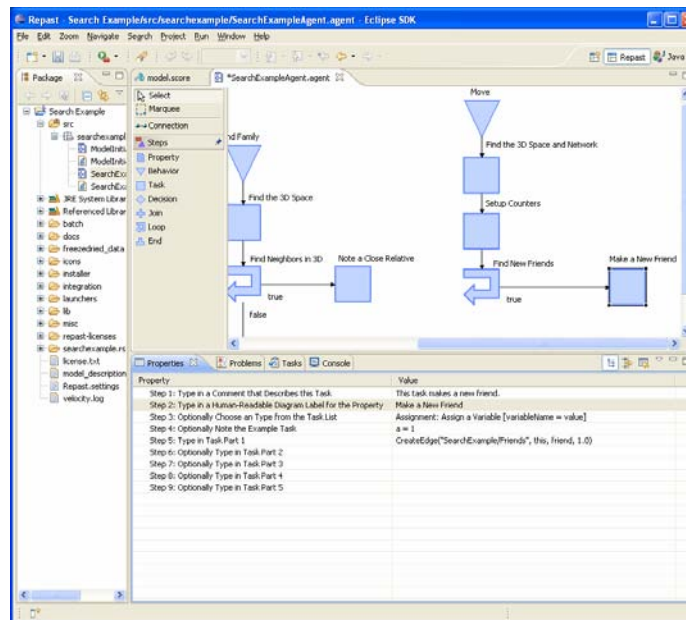 Repast - Search Example/src/searchexample/SearchExampleAgent.agent - Eclipse SDK
File Edit Zoom Navigate Search Project Run Window Help
Repast Java
Package
model.score *SearchExampleAgent.agent
Search Example
src
searchexampl
ModelIniti
ModelIniti
SearchExa
SearchExa
JRE System Librar
Referenced Librar
batch
docs
freezedried_data
icons
installer
integration
launchers
lib
misc
repast-licenses
searchexample.rs
license.txt
model_description
Repast.settings
velocity.log
Select
Marquee
Connection
Steps
Property
Behavior
Task
Decision
Join
Loop
End
nd Family
Find the 3D Space
Find Neighbors in 3D
Note a Close Relative
true
false
Move
Find the 3D Space and Network
Setup Counters
Find New Friends
Make a New Friend
true
Properties Problems Tasks Console
Property Value
Step 1: Type in a Comment that Describes this Task This task makes a new friend.
Step 2: Type in a Human-Readable Diagram Label for the Property Make a New Friend
Step 3: Optionally Choose an Type from the Task List Assignment: Assign a Variable [variableName = value]
Step 4: Optionally Note the Example Task a = 1
Step 5: Type in Task Part 1 CreateEdge("SearchExample/Friends", this, friend, 1.0)
Step 6: Optionally Type in Task Part 2
Step 7: Optionally Type in Task Part 3
Step 8: Optionally Type in Task Part 4
Step 9: Optionally Type in Task Part 5